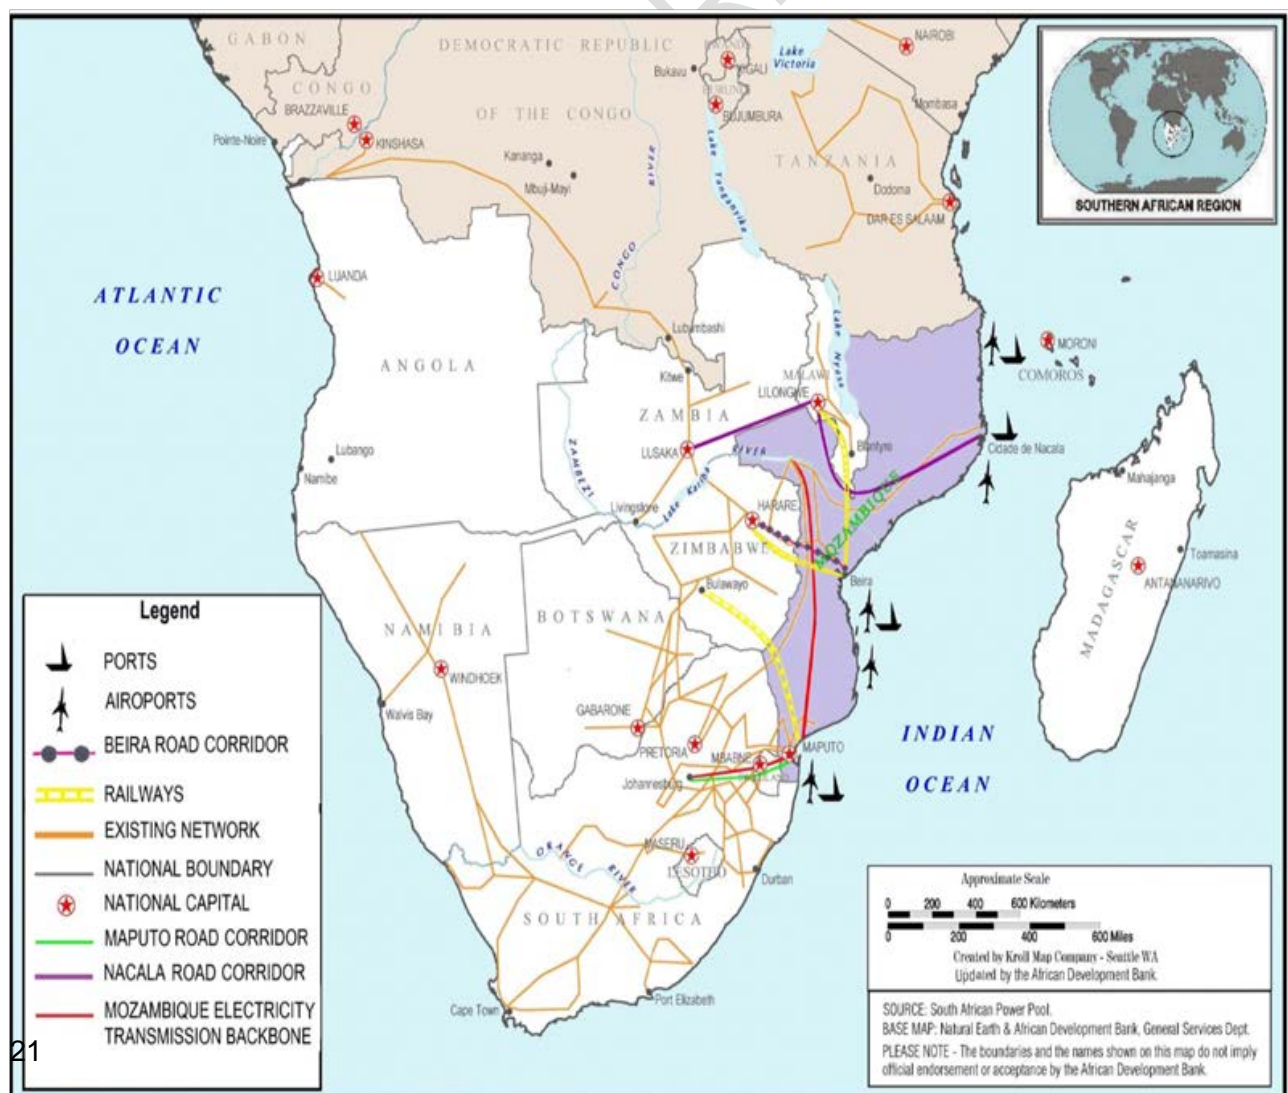 GABON
DEMOCRATIC REPUBLIC
OF THE CONGO
CONGO
BRAZZAVILLE
KINSHASA
Pointe-Noire
Kananga
Mbuji-Mayi
Bukavu
BUJUMBURA
Lake
Victoria
NAIROBI
Mombasa
TANZANIA
Dodoma
DAR ES SALAAM
Lake Tanganyika
CONGO
RIVER
SOUTHERN AFRICAN REGION
ATLANTIC
OCEAN
LUANDA
ANGOLA
Lubango
Namibe
Lubumbashi
Kitwe
ZAMBIA
LUSAKA
MALAWI
LILONGWE
Lake Nyasa
Blantyre
MORONI
COMOROS
Cidade de Nacala
ZAMBEZI
RIVER
Lake Kariba
Livingstone
HARARE
ZIMBABWE
Bulawayo
MOZAMBIQUE
Beira
Mahajanga
Toamasina
ANTANANARIVO
MADAGASCAR
NAMIBIA
WINDHOEK
Walvis Bay
BOTSWANA
GABARONE
PRETORIA
MBABNE
MAPUTO
Johannesburg
INDIAN
OCEAN
MASERU
LESOTHO
Durban
ORANGE
RIVER
SOUTH AFRICA
Cape Town
Port Elizabeth
Legend
PORTS
AIROPORTS
BEIRA ROAD CORRIDOR
RAILWAYS
EXISTING NETWORK
NATIONAL BOUNDARY
NATIONAL CAPITAL
MAPUTO ROAD CORRIDOR
NACALA ROAD CORRIDOR
MOZAMBIQUE ELECTRICITY
TRANSMISSION BACKBONE
21
Approximate Scale
0 200 400 600 Kilometers
0 200 400 600 Miles
Created by Kroll Map Company - Seattle WA
Updated by the African Development Bank.
SOURCE: South African Power Pool.
BASE MAP: Natural Earth & African Development Bank, General Services Dept.
PLEASE NOTE - The boundaries and the names shown on this map do not imply
official endorsement or acceptance by the African Development Bank.